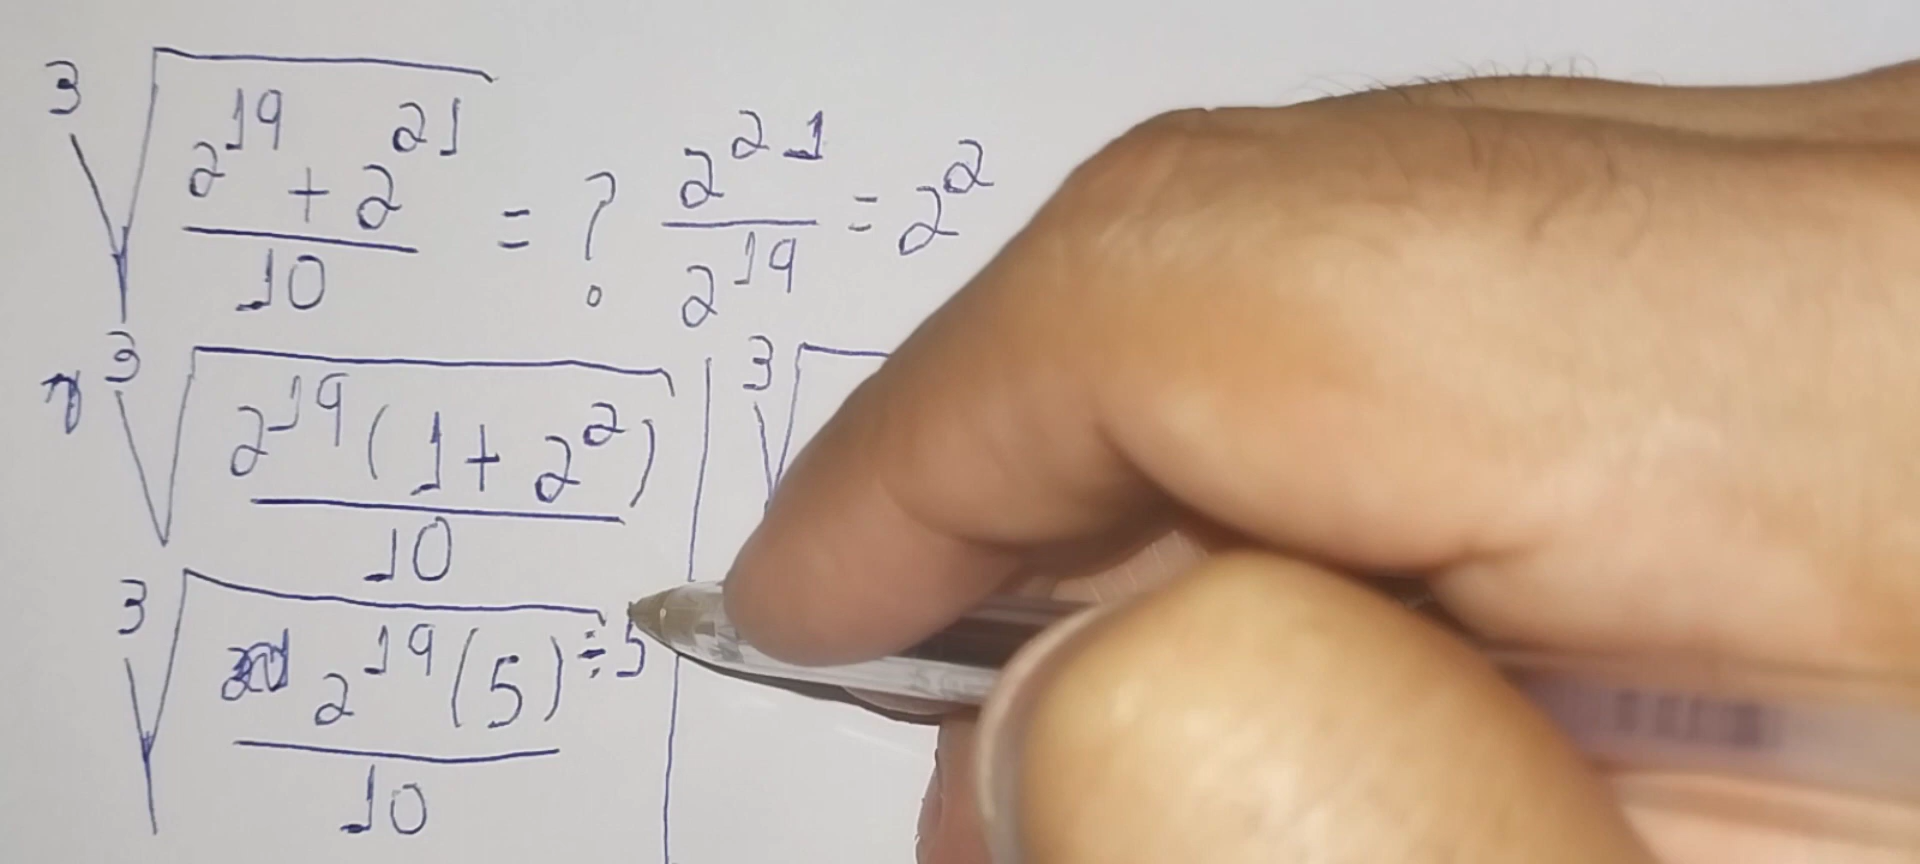 ∛((2^19 + 2^21)/10) = ?
2^21/2^19 = 2^2
∛((2^19(1 + 2^2))/10)
∛((2^19(5) ÷5)/10)
3√